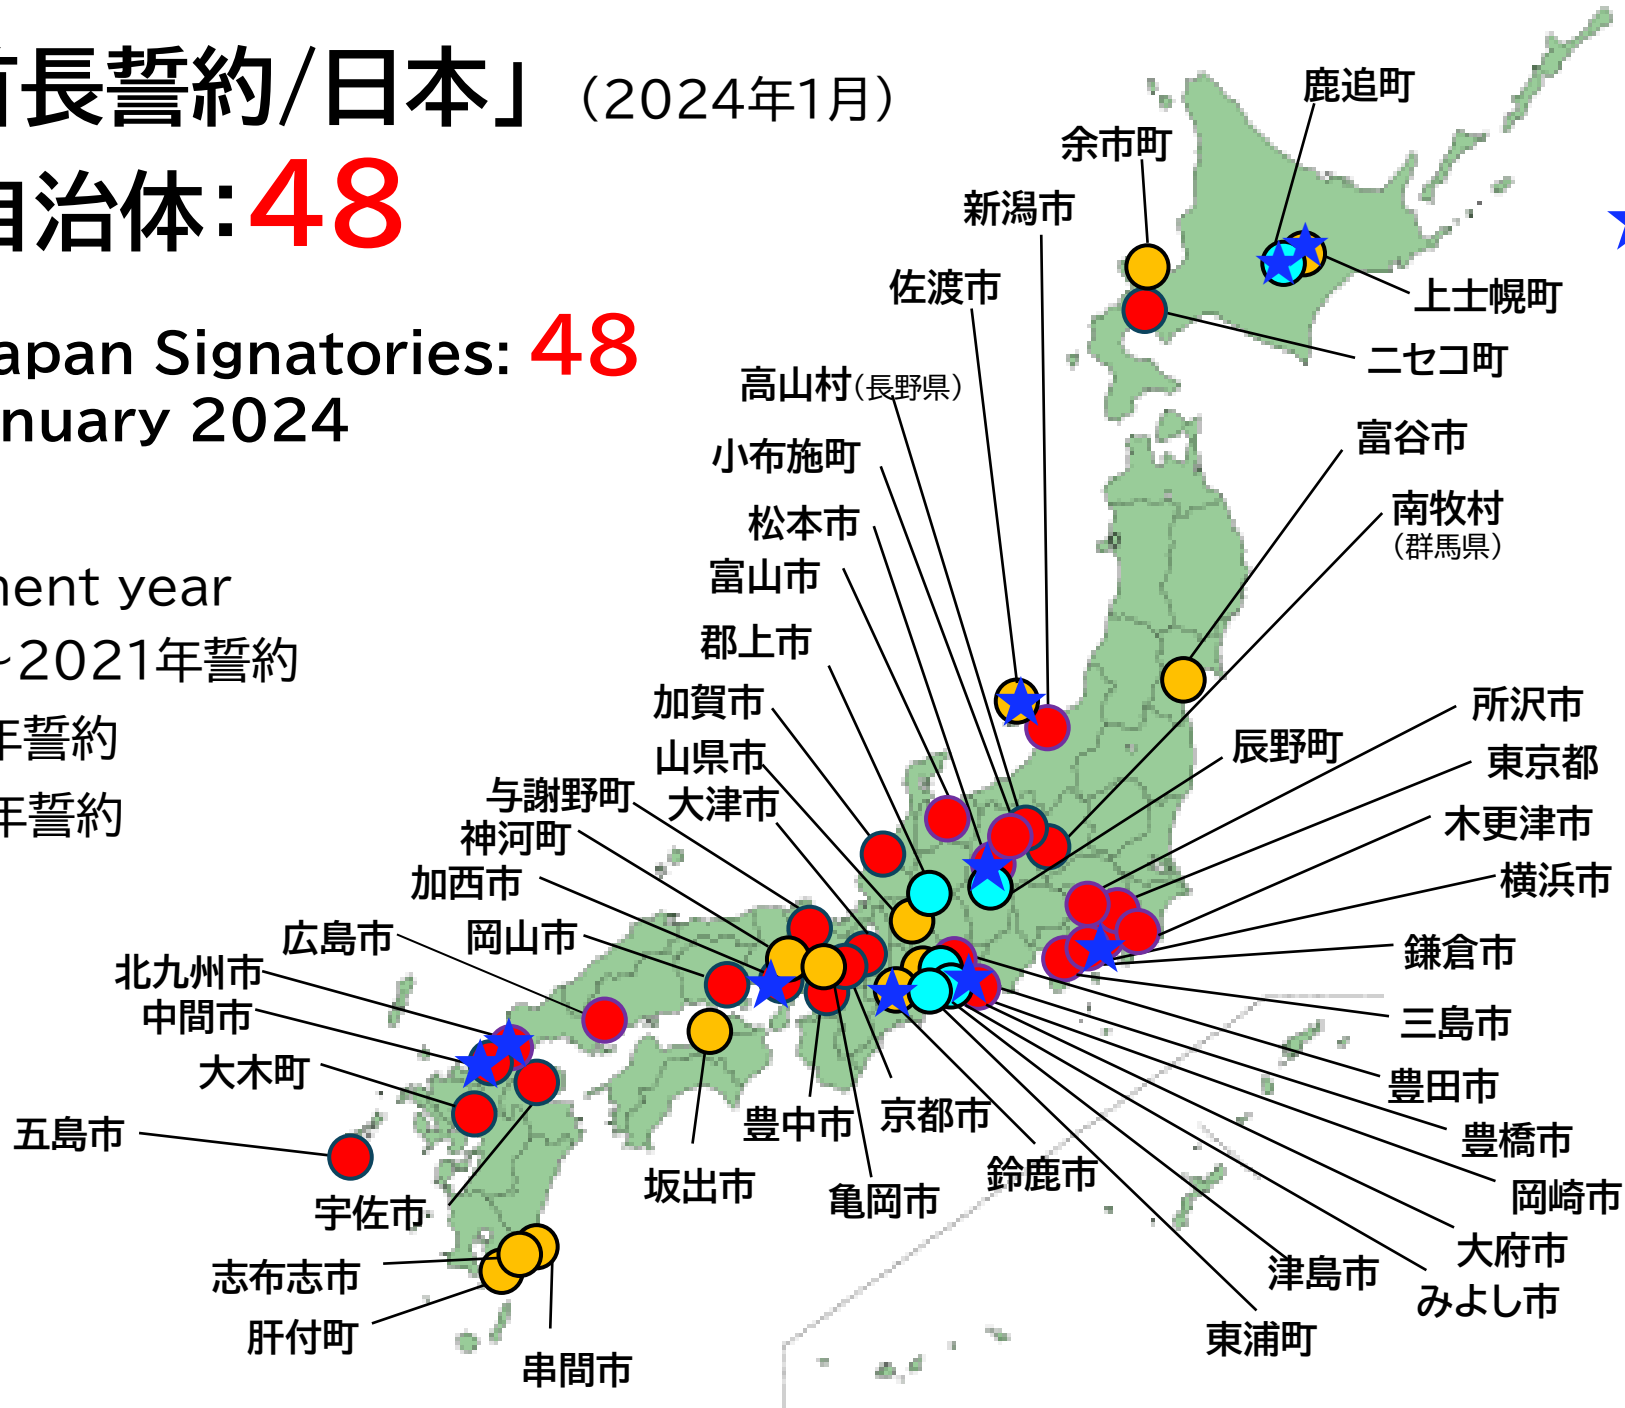 首長誓約/日本」（2024年1月）
自治体：48
apan Signatories: 48
nuary 2024
ment year
～2021年誓約
年誓約
年誓約
鹿追町
余市町
新潟市
佐渡市
上士幌町
ニセコ町
高山村（長野県）
富谷市
小布施町
南牧村
（群馬県）
松本市
富山市
郡上市
加賀市
所沢市
辰野町
山県市
東京都
与謝野町
大津市
木更津市
神河町
加西市
横浜市
広島市
岡山市
鎌倉市
北九州市
中間市
三島市
大木町
豊田市
五島市
豊中市
京都市
豊橋市
坂出市
亀岡市
鈴鹿市
岡崎市
宇佐市
大府市
志布志市
津島市
みよし市
肝付町
東浦町
串間市